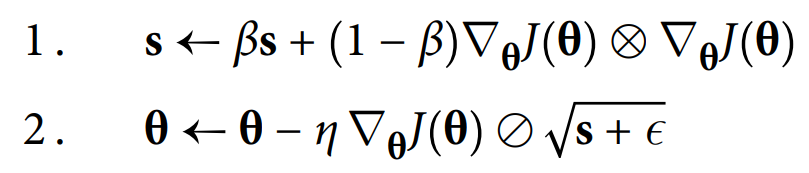 1. s ← βs + (1 − β)∇θJ(θ) ⊗ ∇θJ(θ)
2. θ ← θ − η ∇θJ(θ) ⊘ √(s + ϵ)